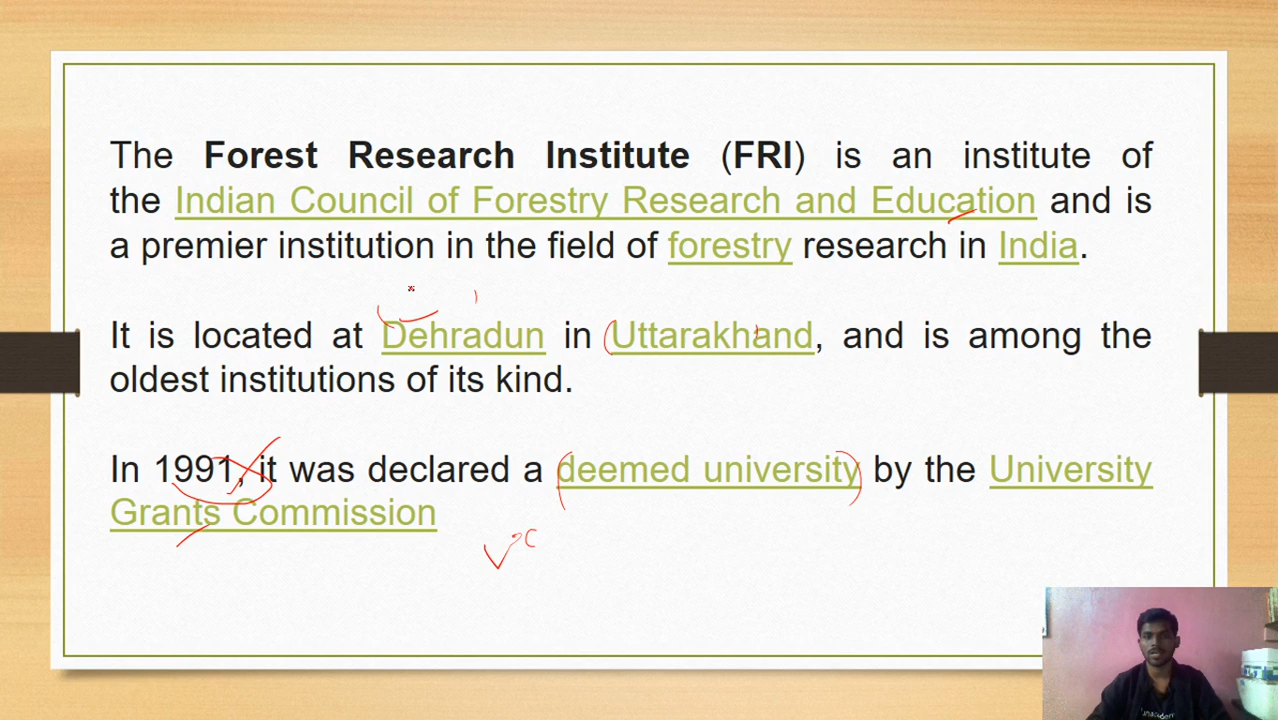 The Forest Research Institute (FRI) is an institute of
the Indian Council of Forestry Research and Education and is
a premier institution in the field of forestry research in India.
It is located at Dehradun in Uttarakhand, and is among the
oldest institutions of its kind.
In 1991, it was declared a deemed university by the University
Grants Commission